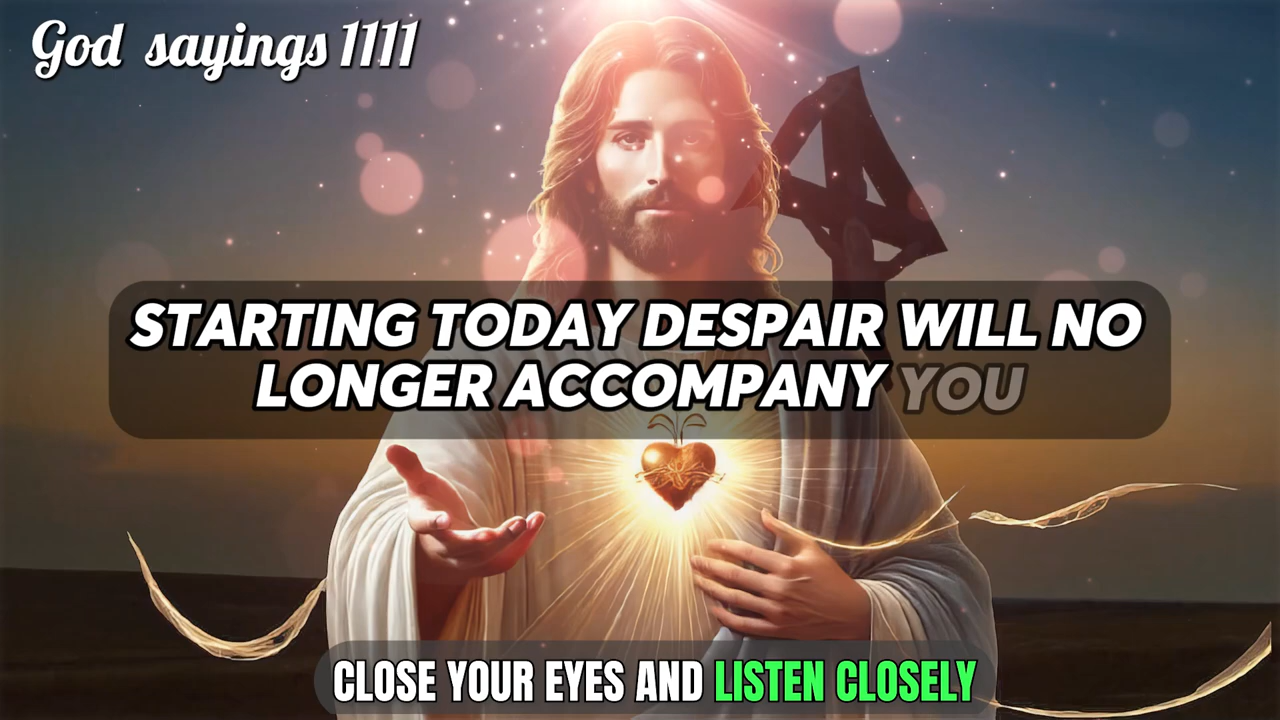 God sayings 1111
STARTING TODAY DESPAIR WILL NO
LONGER ACCOMPANY YOU
CLOSE YOUR EYES AND LISTEN CLOSELY